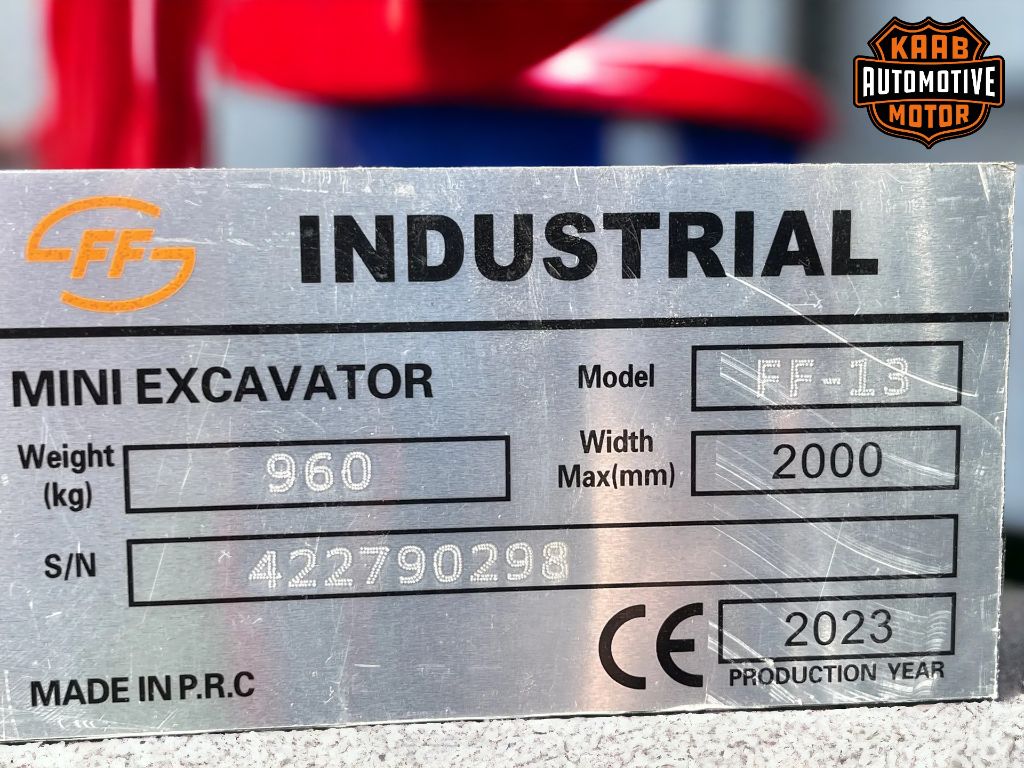 KAAB
AUTOMOTIVE
MOTOR
FF INDUSTRIAL
MINI EXCAVATOR
Model FF-13
Weight (kg) 960
Width Max(mm) 2000
S/N 422790298
CE 2023
PRODUCTION YEAR
MADE IN P.R.C